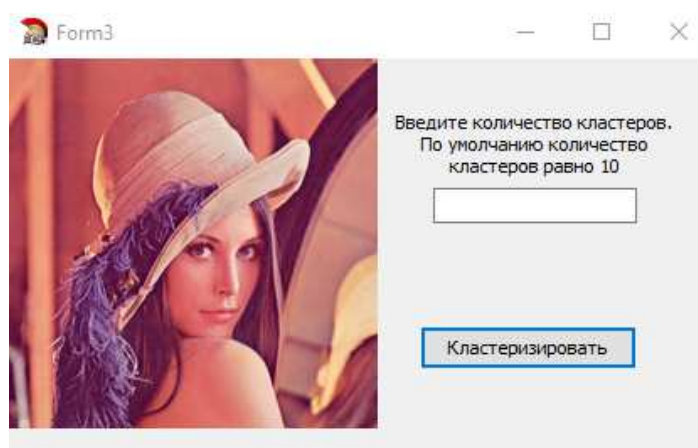 Form3
Введите количество кластеров.
По умолчанию количество
кластеров равно 10
Кластеризировать